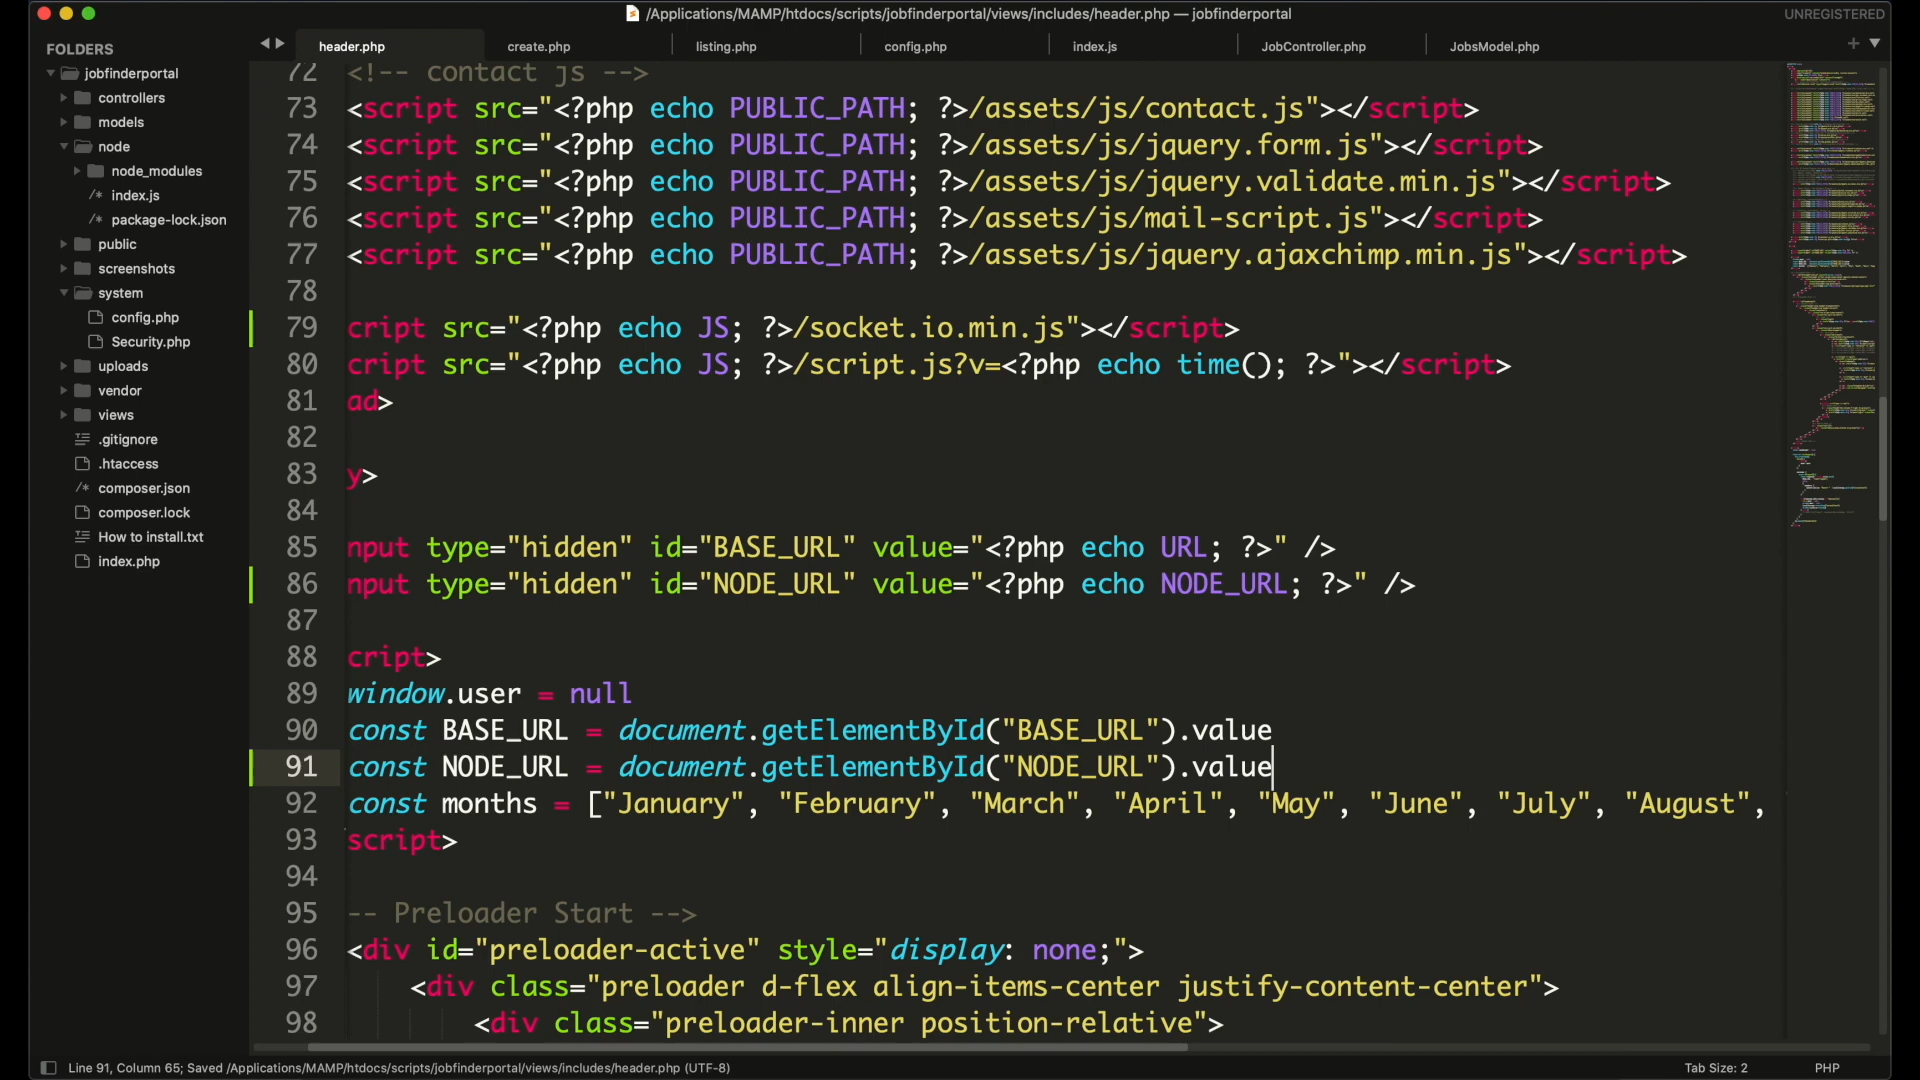 /Applications/MAMP/htdocs/scripts/jobfinderportal/views/includes/header.php — jobfinderportal
UNREGISTERED
FOLDERS
jobfinderportal
controllers
models
node
node_modules
/* index.js
/* package-lock.json
public
screenshots
system
config.php
Security.php
uploads
vendor
views
.gitignore
.htaccess
/* composer.json
composer.lock
How to install.txt
index.php
header.php
create.php
listing.php
config.php
index.js
JobController.php
JobsModel.php
72 <!-- contact js -->
73 <script src="<?php echo PUBLIC_PATH; ?>/assets/js/contact.js"></script>
74 <script src="<?php echo PUBLIC_PATH; ?>/assets/js/jquery.form.js"></script>
75 <script src="<?php echo PUBLIC_PATH; ?>/assets/js/jquery.validate.min.js"></script>
76 <script src="<?php echo PUBLIC_PATH; ?>/assets/js/mail-script.js"></script>
77 <script src="<?php echo PUBLIC_PATH; ?>/assets/js/jquery.ajaxchimp.min.js"></script>
78
79 cript src="<?php echo JS; ?>/socket.io.min.js"></script>
80 cript src="<?php echo JS; ?>/script.js?v=<?php echo time(); ?>"></script>
81 ad>
82
83 y>
84
85 nput type="hidden" id="BASE_URL" value="<?php echo URL; ?>" />
86 nput type="hidden" id="NODE_URL" value="<?php echo NODE_URL; ?>" />
87
88 cript>
89 window.user = null
90 const BASE_URL = document.getElementById("BASE_URL").value
91 const NODE_URL = document.getElementById("NODE_URL").value
92 const months = ["January", "February", "March", "April", "May", "June", "July", "August",
93 script>
94
95 -- Preloader Start -->
96 <div id="preloader-active" style="display: none;">
97 <div class="preloader d-flex align-items-center justify-content-center">
98 <div class="preloader-inner position-relative">
Line 91, Column 65; Saved /Applications/MAMP/htdocs/scripts/jobfinderportal/views/includes/header.php (UTF-8)
Tab Size: 2
PHP